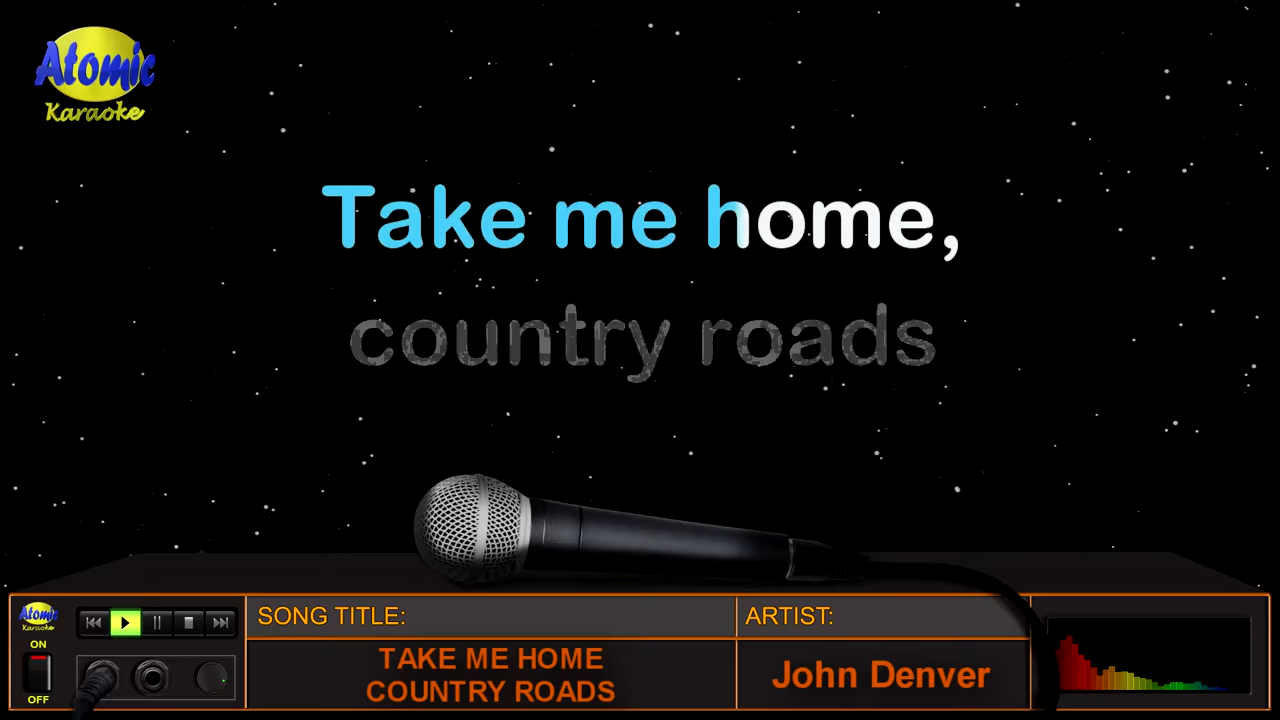 Atomic
Karaoke
Take me home,
country roads
Atomic
Karaoke
ON
OFF
SONG TITLE:
TAKE ME HOME
COUNTRY ROADS
ARTIST:
John Denver